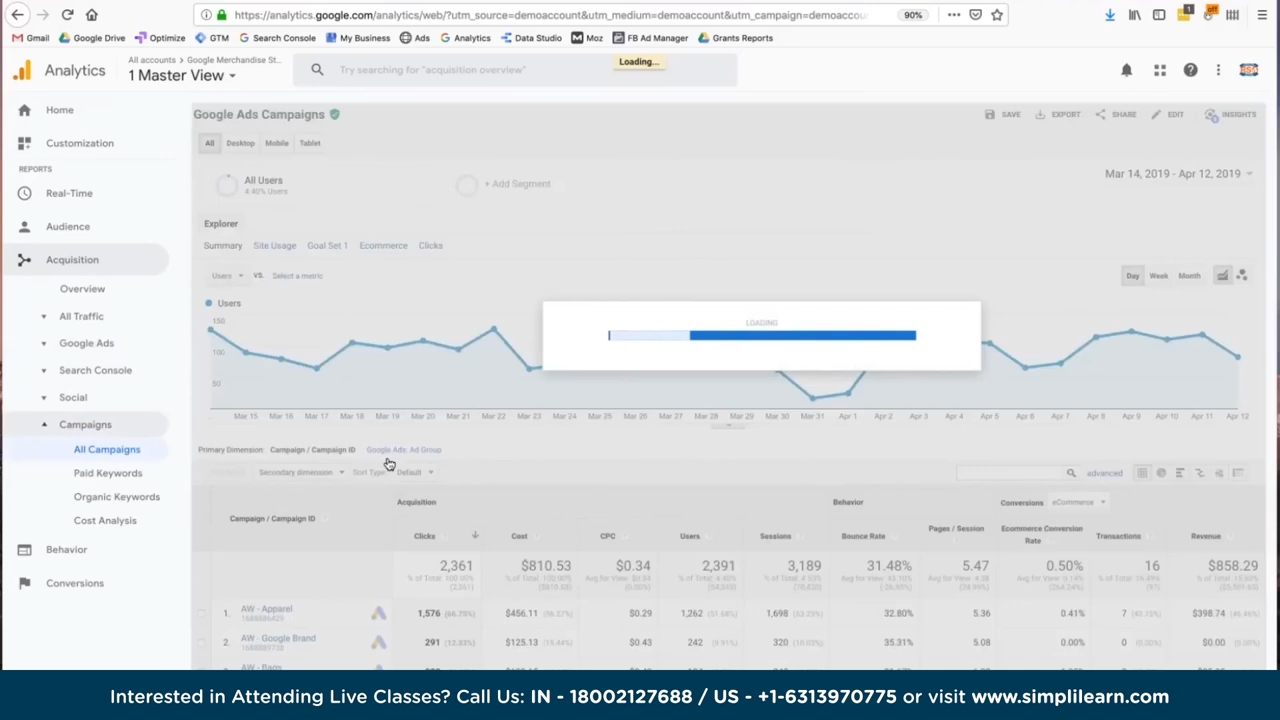 https://analytics.google.com/analytics/web/?utm_source=demoaccount&utm_medium=demoaccount&utm_campaign=demoaccou 90%
Gmail Google Drive Optimize GTM Search Console My Business Ads Analytics Data Studio Moz FB Ad Manager Grants Reports
Analytics
All accounts > Google Merchandise St..
1 Master View
Try searching for "acquisition overview"
Loading...
Home
Customization
REPORTS
Real-Time
Audience
Acquisition
Overview
All Traffic
Google Ads
Search Console
Social
Campaigns
All Campaigns
Paid Keywords
Organic Keywords
Cost Analysis
Behavior
Conversions
Google Ads Campaigns
SAVE EXPORT SHARE EDIT INSIGHTS
All Desktop Mobile Tablet
All Users
4.40% Users
+ Add Segment
Mar 14, 2019 - Apr 12, 2019
Explorer
Summary Site Usage Goal Set 1 Ecommerce Clicks
Users VS. Select a metric
Day Week Month
Users
150
100
50
LOADING
... Mar 15 Mar 16 Mar 17 Mar 18 Mar 19 Mar 20 Mar 21 Mar 22 Mar 23 Mar 24 Mar 25 Mar 26 Mar 27 Mar 28 Mar 29 Mar 30 Mar 31 Apr 1 Apr 2 Apr 3 Apr 4 Apr 5 Apr 6 Apr 7 Apr 8 Apr 9 Apr 10 Apr 11 Apr 12
Primary Dimension: Campaign / Campaign ID Google Ads: Ad Group
Secondary dimension Sort Type: Default advanced
Campaign / Campaign ID
Acquisition Behavior Conversions eCommerce
Clicks Cost CPC Users Sessions Bounce Rate Pages / Session Ecommerce Conversion Rate Transactions Revenue
2,361 $810.53 $0.34 2,391 3,189 31.48% 5.47 0.50% 16 $858.29
1. AW - Apparel 1,576 $456.11 $0.29 1,262 1,698 32.80% 5.36 0.41% 7 $398.74
2. AW - Google Brand 291 $125.13 $0.43 242 320 35.31% 5.08 0.00% 0 $0.00
AW - Bags
Interested in Attending Live Classes? Call Us: IN - 18002127688 / US - +1-6313970775 or visit www.simplilearn.com